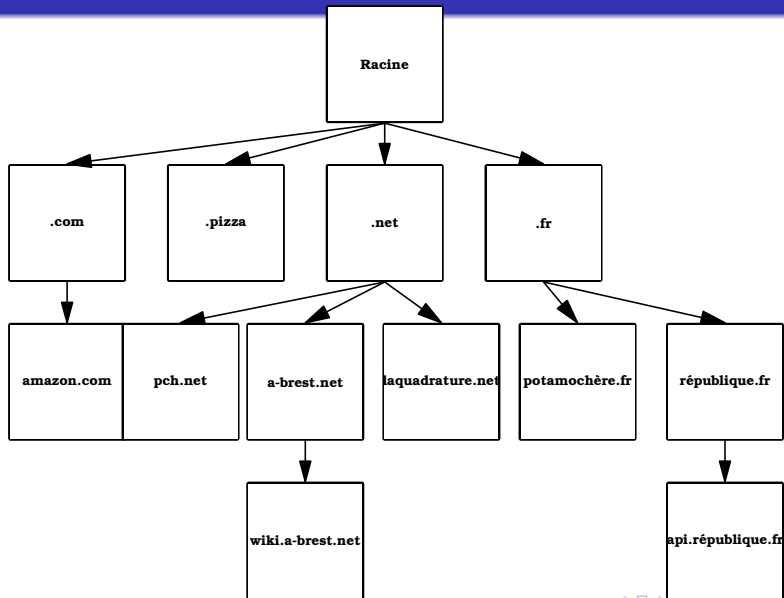 Racine
.com
.pizza
.net
.fr
amazon.com
pch.net
a-brest.net
laquadrature.net
potamochère.fr
république.fr
wiki.a-brest.net
api.république.fr